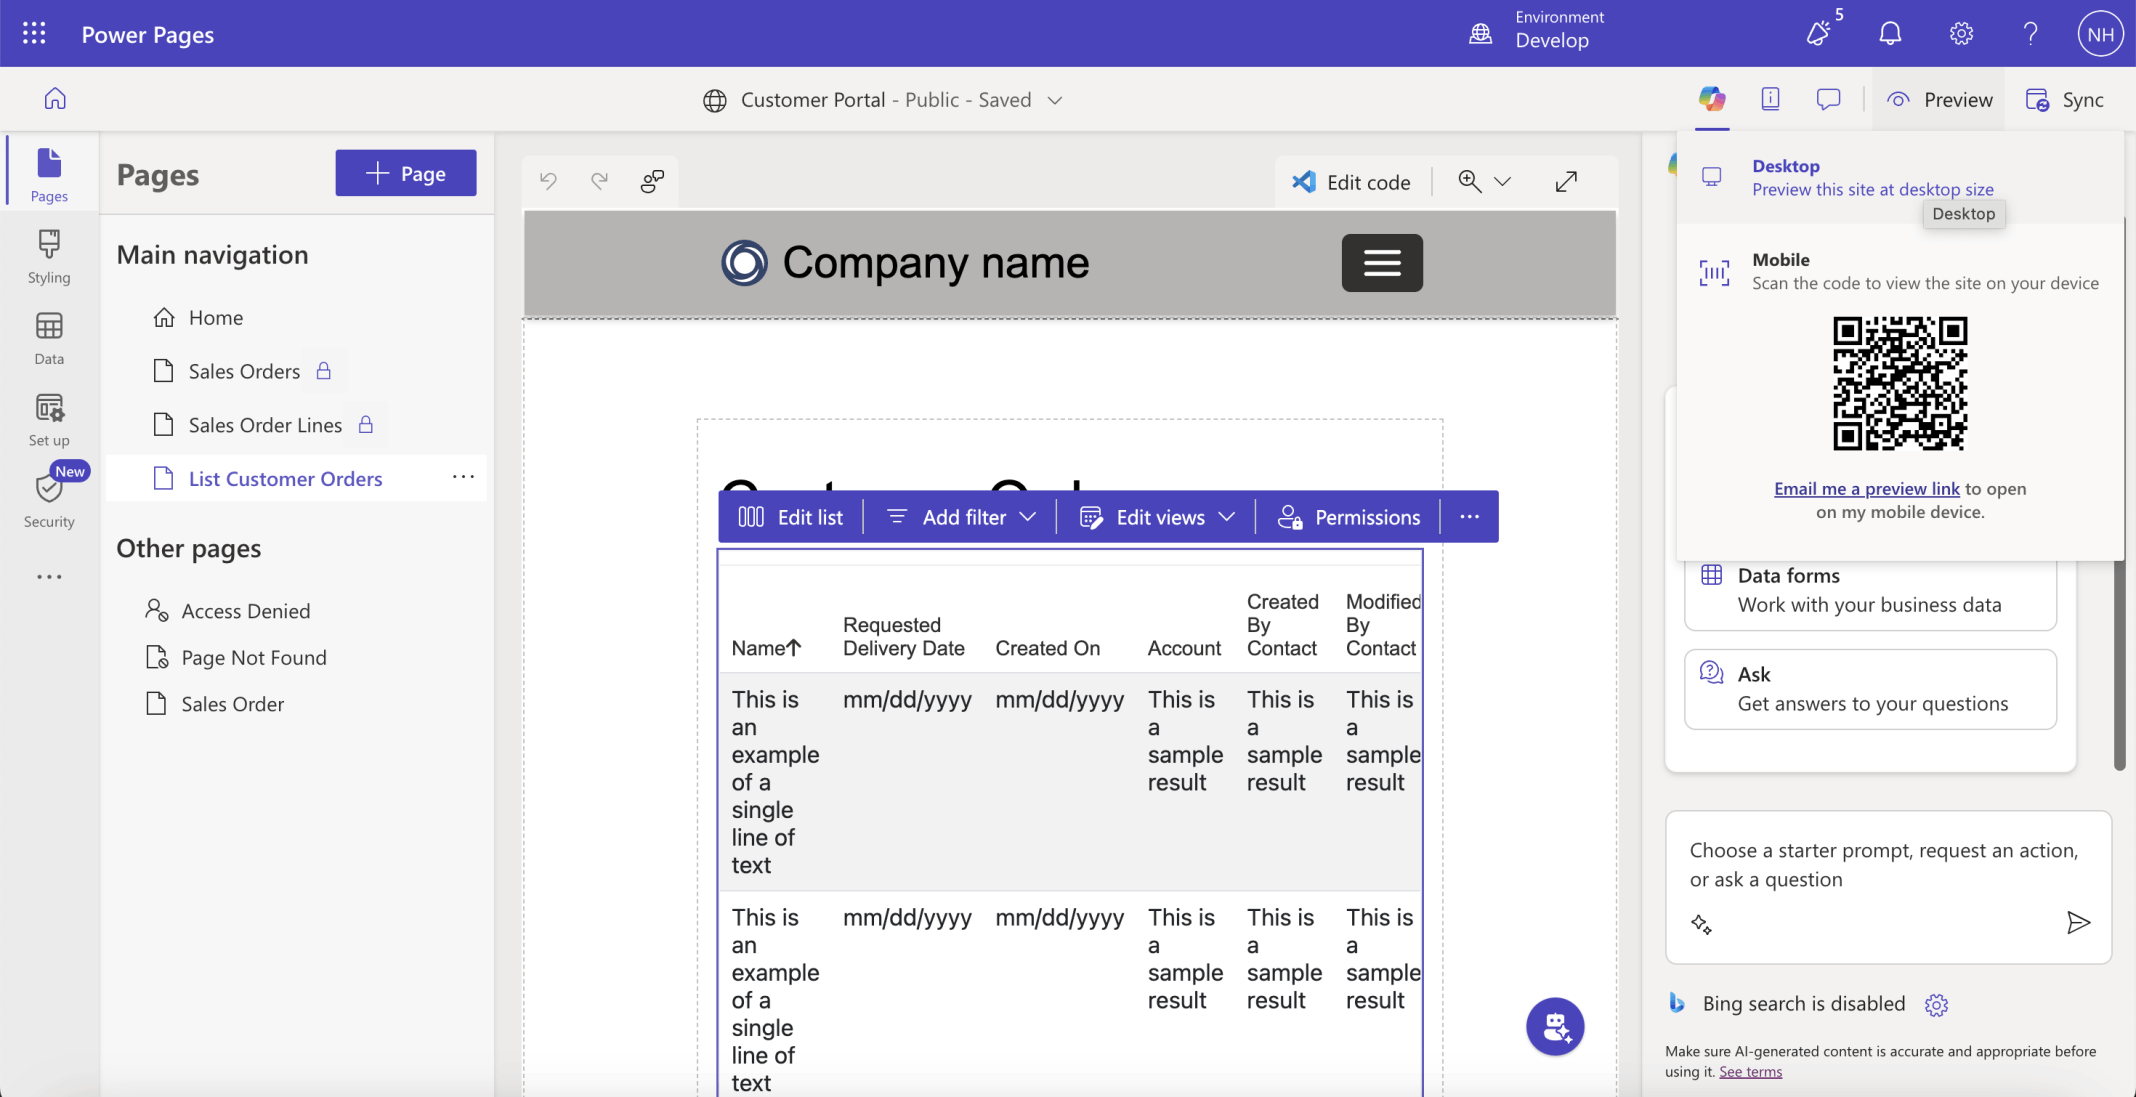 Power Pages
Environment
Develop
5
NH
Customer Portal - Public - Saved
Preview
Sync
Pages
Styling
Data
Set up
New
Security
Pages
Page
Main navigation
Home
Sales Orders
Sales Order Lines
List Customer Orders
Other pages
Access Denied
Page Not Found
Sales Order
Edit code
Company name
Edit list
Add filter
Edit views
Permissions
Name
Requested
Delivery Date
Created On
Account
Created
By
Contact
Modified
By
Contact
This is
an
example
of a
single
line of
text
mm/dd/yyyy
mm/dd/yyyy
This is
a
sample
result
This is
a
sample
result
This is
a
sample
result
This is
an
example
of a
single
line of
text
mm/dd/yyyy
mm/dd/yyyy
This is
a
sample
result
This is
a
sample
result
This is
a
sample
result
Desktop
Preview this site at desktop size
Desktop
Mobile
Scan the code to view the site on your device
Email me a preview link to open
on my mobile device.
Data forms
Work with your business data
Ask
Get answers to your questions
Choose a starter prompt, request an action,
or ask a question
Bing search is disabled
Make sure AI-generated content is accurate and appropriate before
using it. See terms